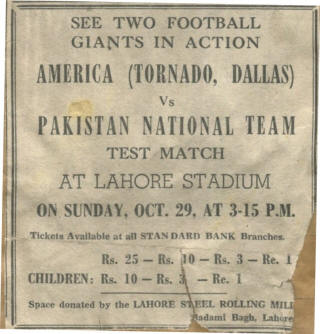 SEE TWO FOOTBALL
GIANTS IN ACTION
AMERICA (TORNADO, DALLAS)
Vs
PAKISTAN NATIONAL TEAM
TEST MATCH
AT LAHORE STADIUM
ON SUNDAY, OCT. 29, AT 3-15 P.M.
Tickets Available at all STANDARD BANK Branches.
Rs. 25 — Rs. 10 — Rs. 3 — Re. 1
CHILDREN: Rs. 10 — Rs. 3 — Re. 1
Space donated by the LAHORE STEEL ROLLING MILL
Badami Bagh, Lahore